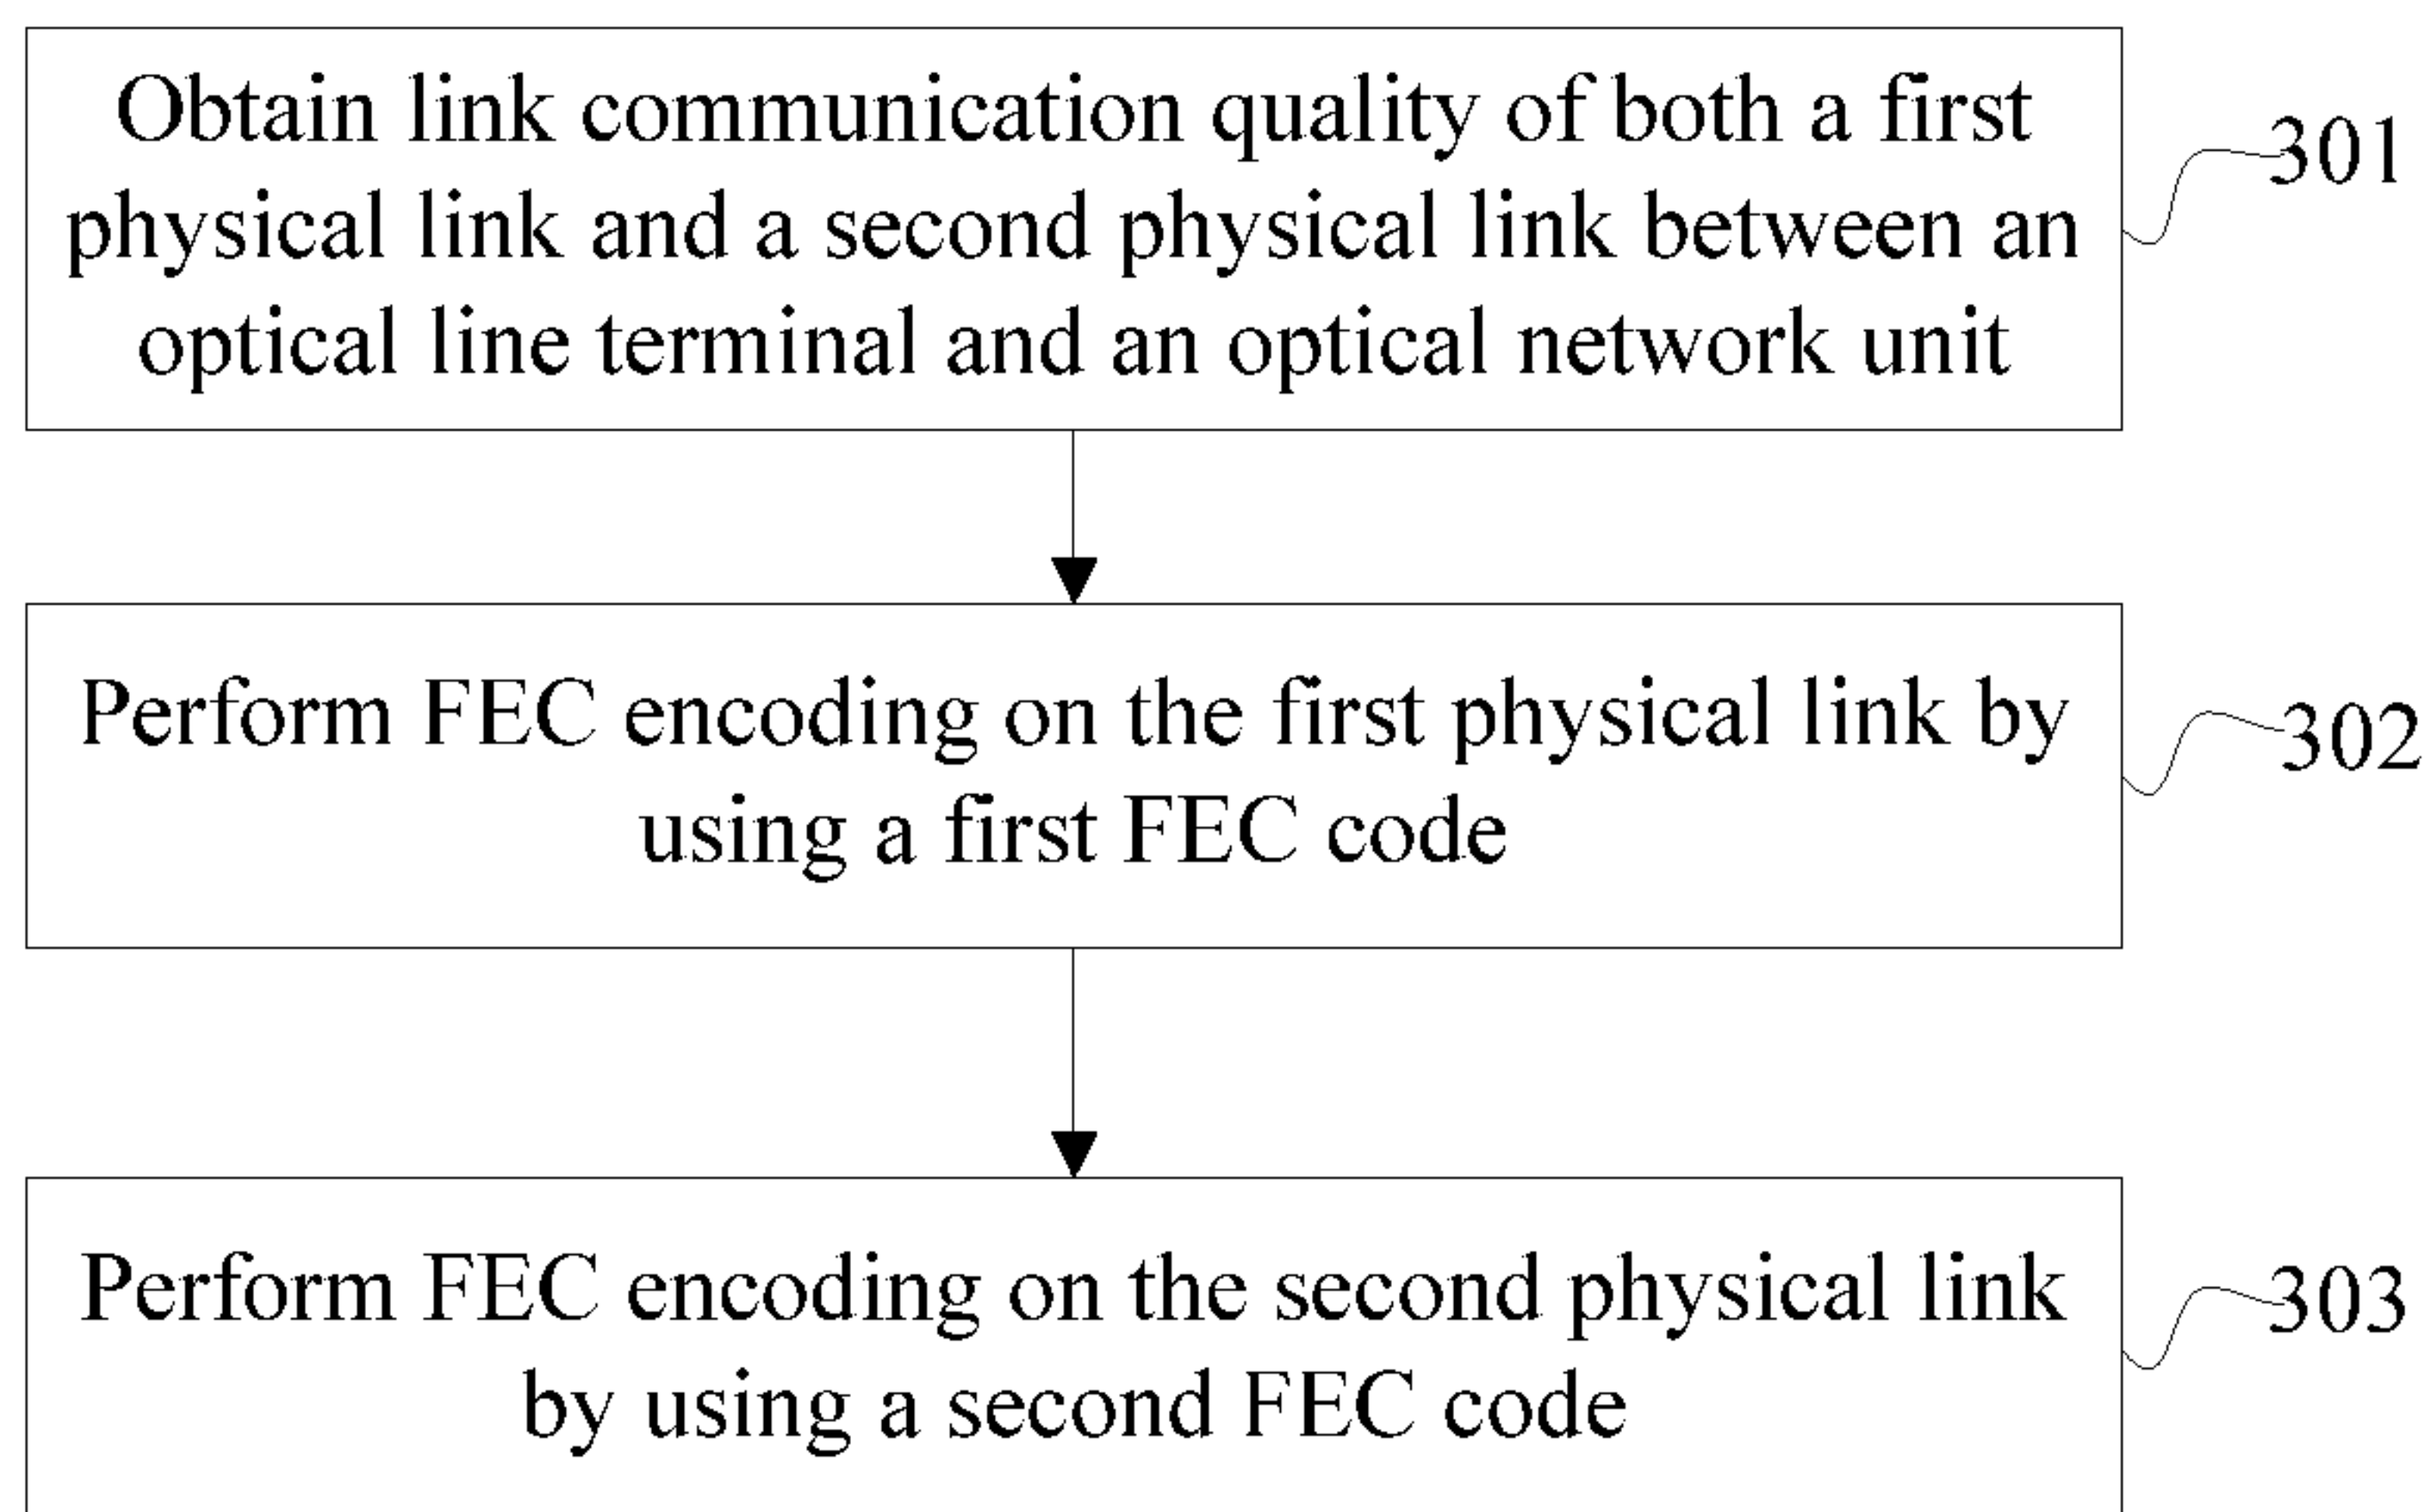 Obtain link communication quality of both a first
physical link and a second physical link between an
optical line terminal and an optical network unit
301
Perform FEC encoding on the first physical link by
using a first FEC code
302
Perform FEC encoding on the second physical link
by using a second FEC code
303